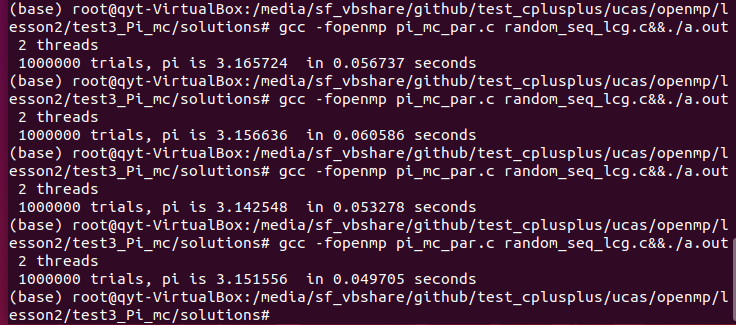 (base) root@qyt-VirtualBox:/media/sf_vbshare/github/test_cplusplus/ucas/openmp/l
esson2/test3_Pi_mc/solutions# gcc -fopenmp pi_mc_par.c random_seq_lcg.c&&./a.out
 2 threads
 1000000 trials, pi is 3.165724  in 0.056737 seconds
(base) root@qyt-VirtualBox:/media/sf_vbshare/github/test_cplusplus/ucas/openmp/l
esson2/test3_Pi_mc/solutions# gcc -fopenmp pi_mc_par.c random_seq_lcg.c&&./a.out
 2 threads
 1000000 trials, pi is 3.156636  in 0.060586 seconds
(base) root@qyt-VirtualBox:/media/sf_vbshare/github/test_cplusplus/ucas/openmp/l
esson2/test3_Pi_mc/solutions# gcc -fopenmp pi_mc_par.c random_seq_lcg.c&&./a.out
 2 threads
 1000000 trials, pi is 3.142548  in 0.053278 seconds
(base) root@qyt-VirtualBox:/media/sf_vbshare/github/test_cplusplus/ucas/openmp/l
esson2/test3_Pi_mc/solutions# gcc -fopenmp pi_mc_par.c random_seq_lcg.c&&./a.out
 2 threads
 1000000 trials, pi is 3.151556  in 0.049705 seconds
(base) root@qyt-VirtualBox:/media/sf_vbshare/github/test_cplusplus/ucas/openmp/l
esson2/test3_Pi_mc/solutions#